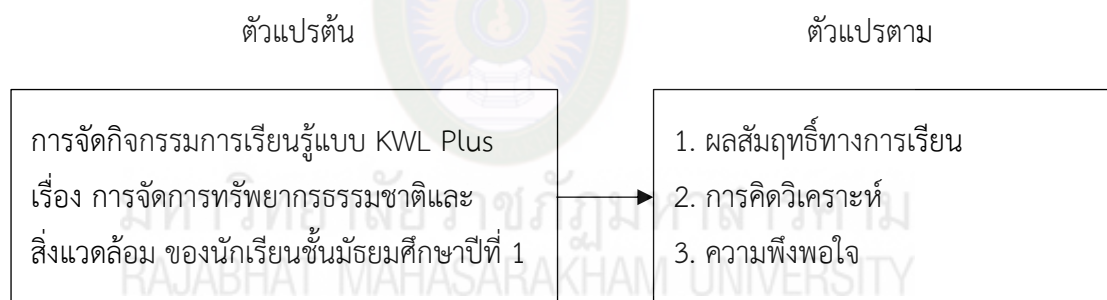 ตัวแปรต้น
ตัวแปรตาม
การจัดกิจกรรมการเรียนรู้แบบ KWL Plus
เรื่อง การจัดการทรัพยากรธรรมชาติและ
สิ่งแวดล้อม ของนักเรียนชั้นมัธยมศึกษาปีที่ 1
1. ผลสัมฤทธิ์ทางการเรียน
2. การคิดวิเคราะห์
3. ความพึงพอใจ
มหาวิทยาลัยราชภัฏมหาสารคาม
RAJABHAT MAHASARAKHAM UNIVERSITY